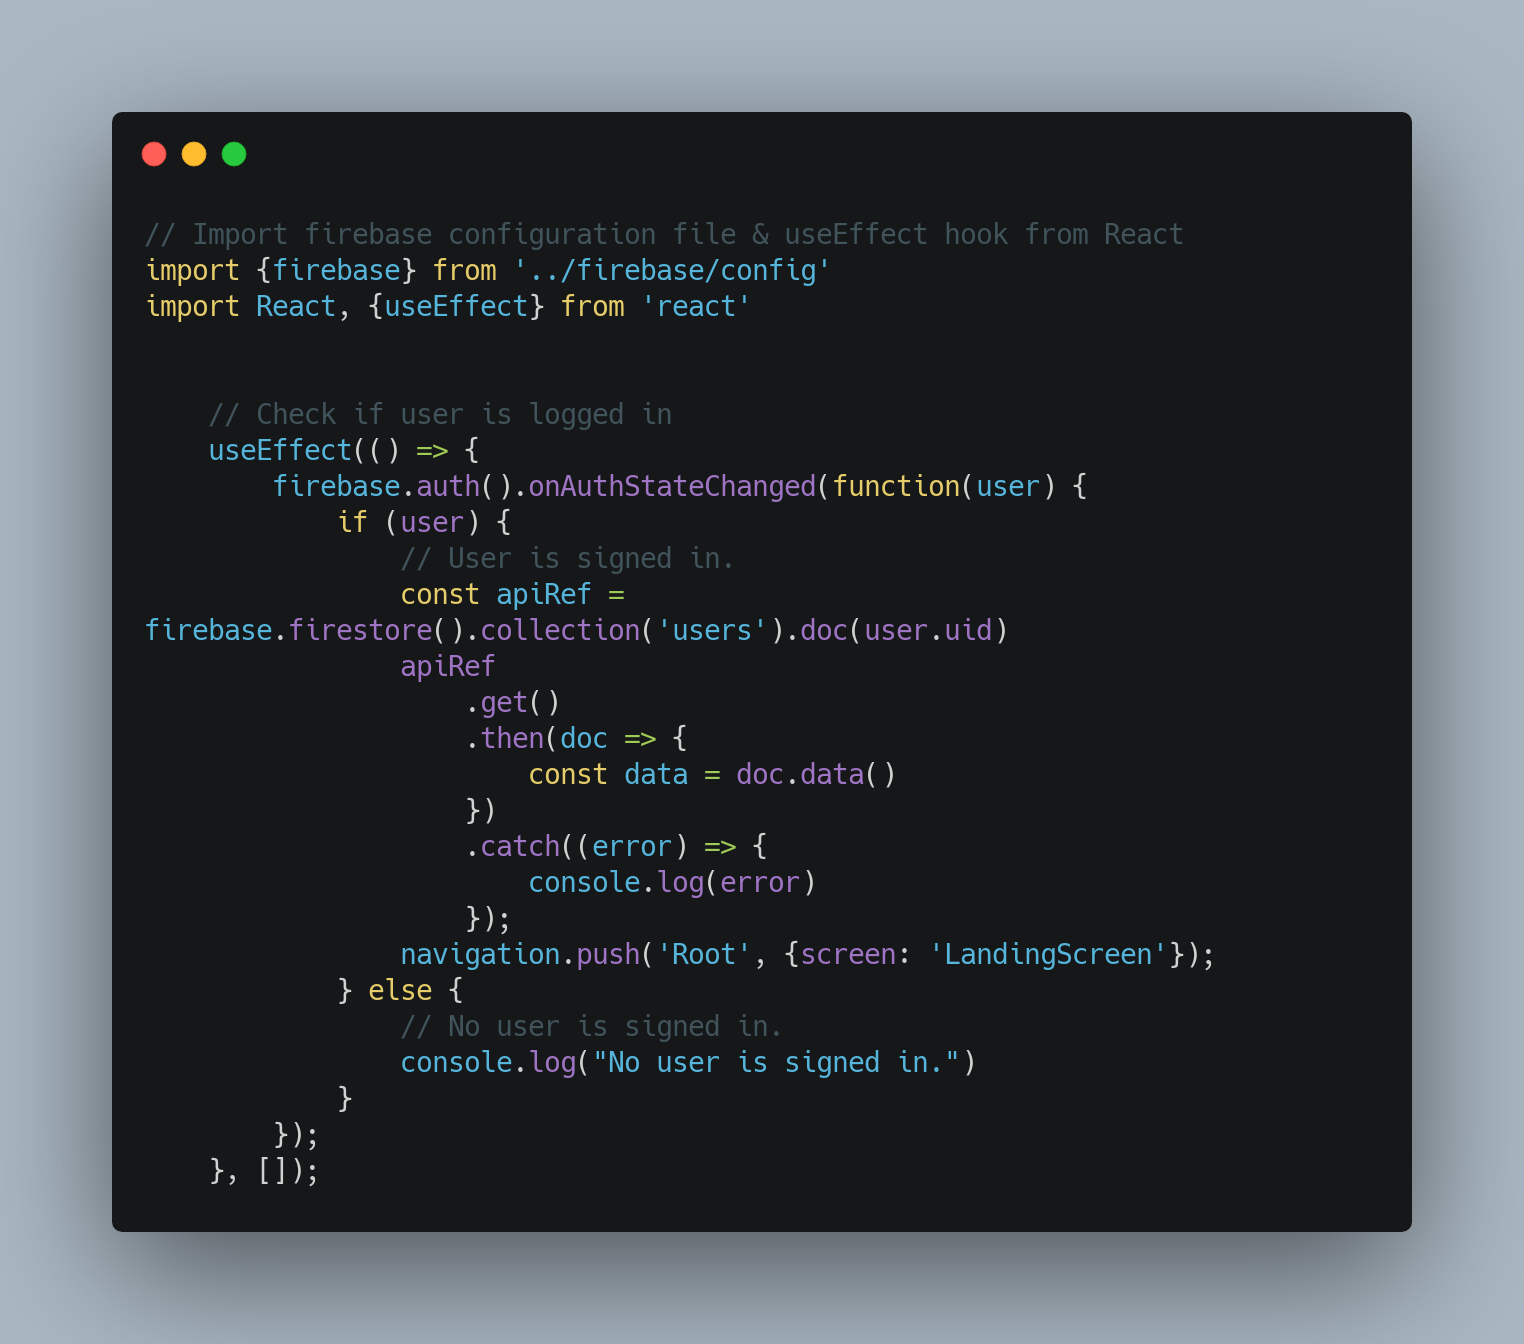 // Import firebase configuration file & useEffect hook from React
import {firebase} from '../firebase/config'
import React, {useEffect} from 'react'
    // Check if user is logged in
    useEffect(() => {
        firebase.auth().onAuthStateChanged(function(user) {
            if (user) {
                // User is signed in.
                const apiRef =
firebase.firestore().collection('users').doc(user.uid)
                apiRef
                    .get()
                    .then(doc => {
                        const data = doc.data()
                    })
                    .catch((error) => {
                        console.log(error)
                    });
                navigation.push('Root', {screen: 'LandingScreen'});
            } else {
                // No user is signed in.
                console.log("No user is signed in.")
            }
        });
    }, []);